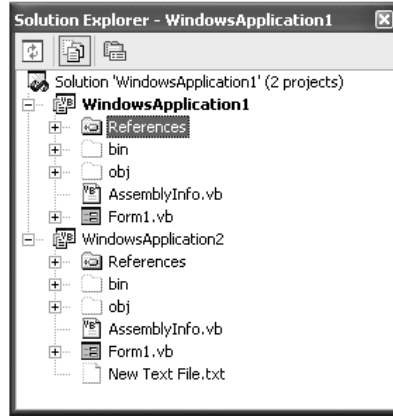 Solution Explorer - WindowsApplication1
Solution 'WindowsApplication1' (2 projects)
WindowsApplication1
References
bin
obj
AssemblyInfo.vb
Form1.vb
WindowsApplication2
References
bin
obj
AssemblyInfo.vb
Form1.vb
New Text File.txt